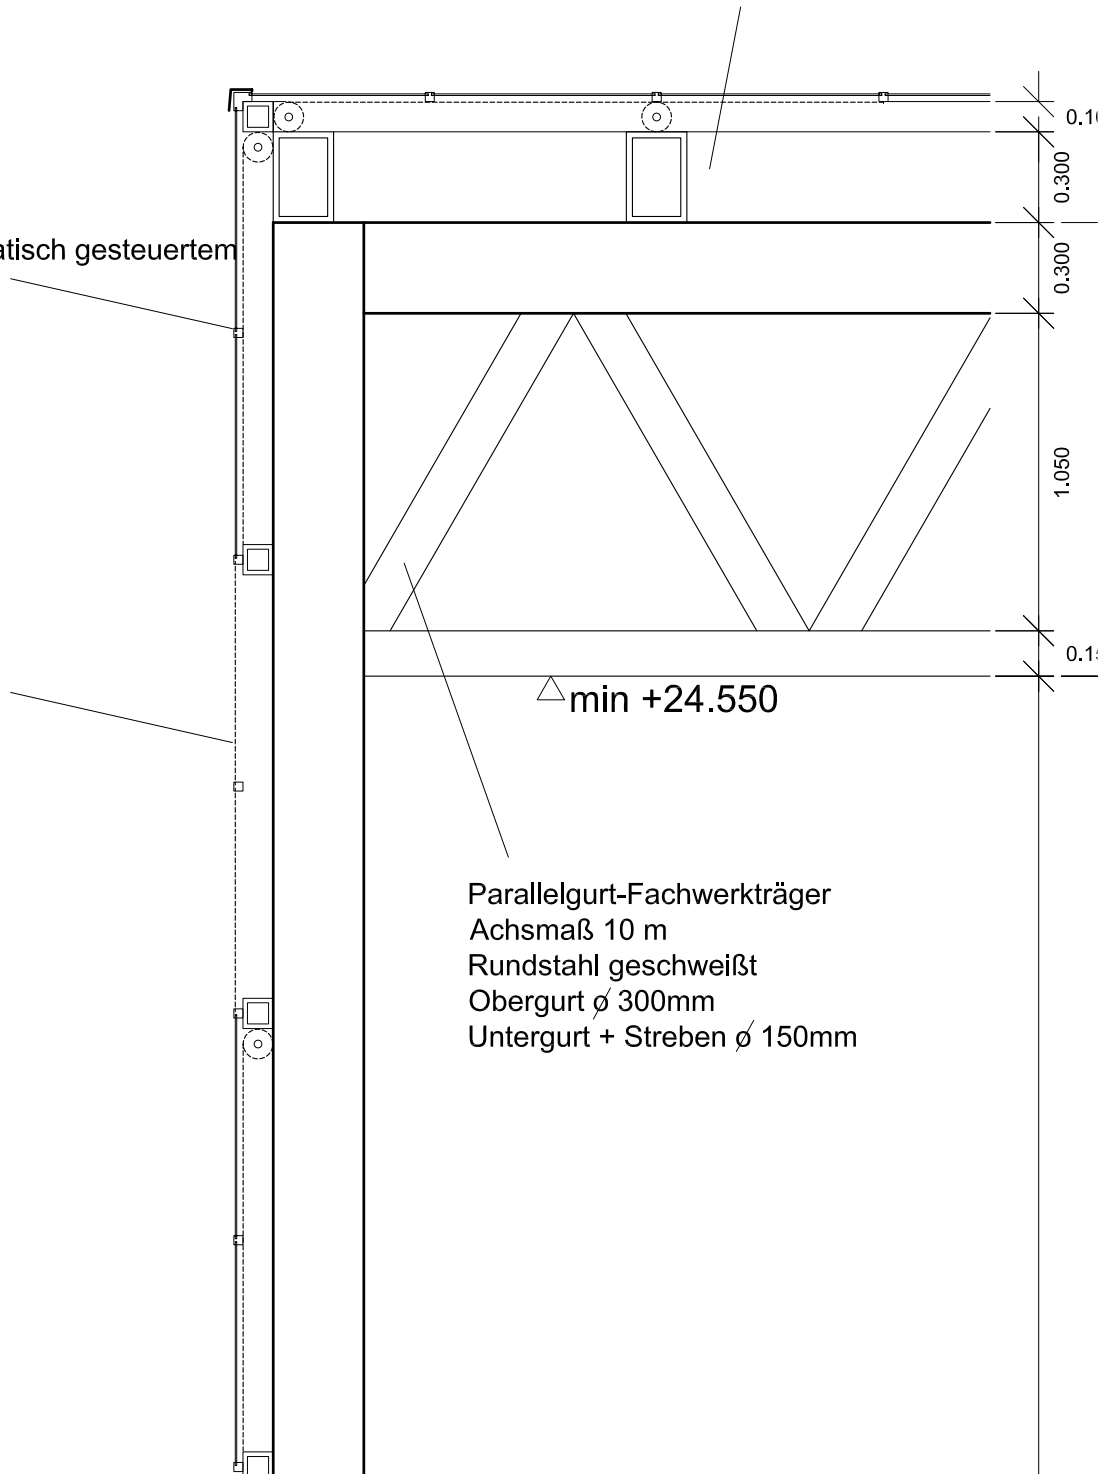 0.300
atisch gesteuertem
0.300
1.050
min +24.550
Parallelgurt-Fachwerkträger
Achsmaß 10 m
Rundstahl geschweißt
Obergurt ø 300mm
Untergurt + Streben ø 150mm